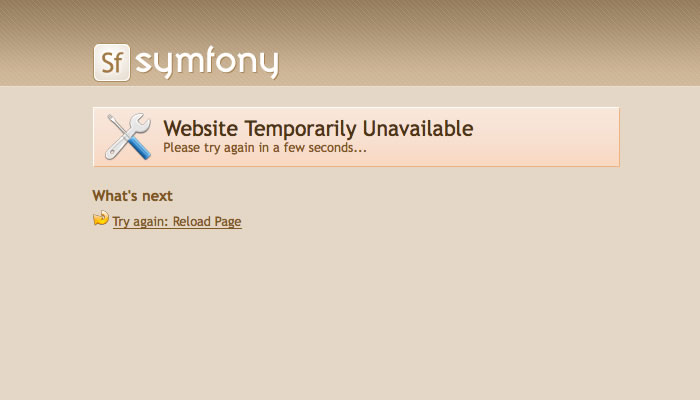 Sf symfony
Website Temporarily Unavailable
Please try again in a few seconds...
What's next
Try again: Reload Page